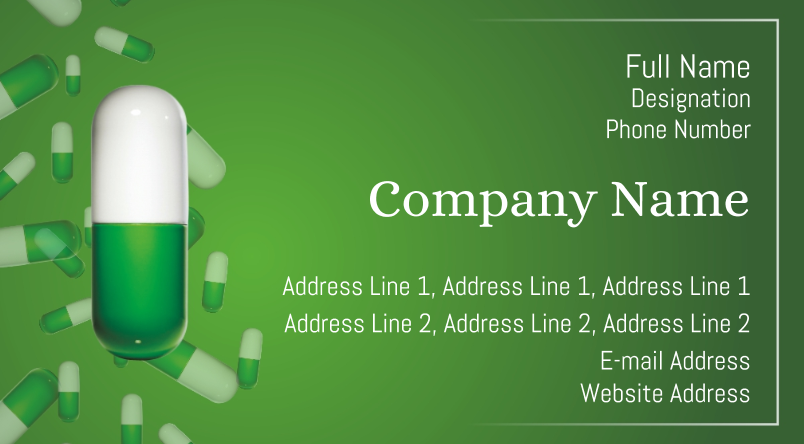 Full Name
Designation
Phone Number
Company Name
Address Line 1, Address Line 1, Address Line 1
Address Line 2, Address Line 2, Address Line 2
E-mail Address
Website Address